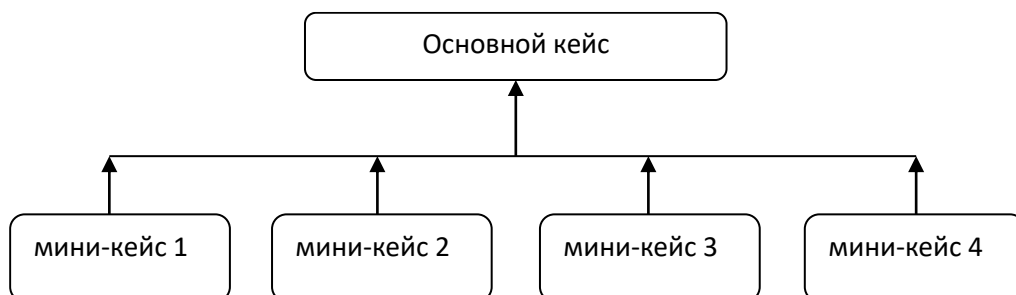 Основной кейс
мини-кейс 1
мини-кейс 2
мини-кейс 3
мини-кейс 4